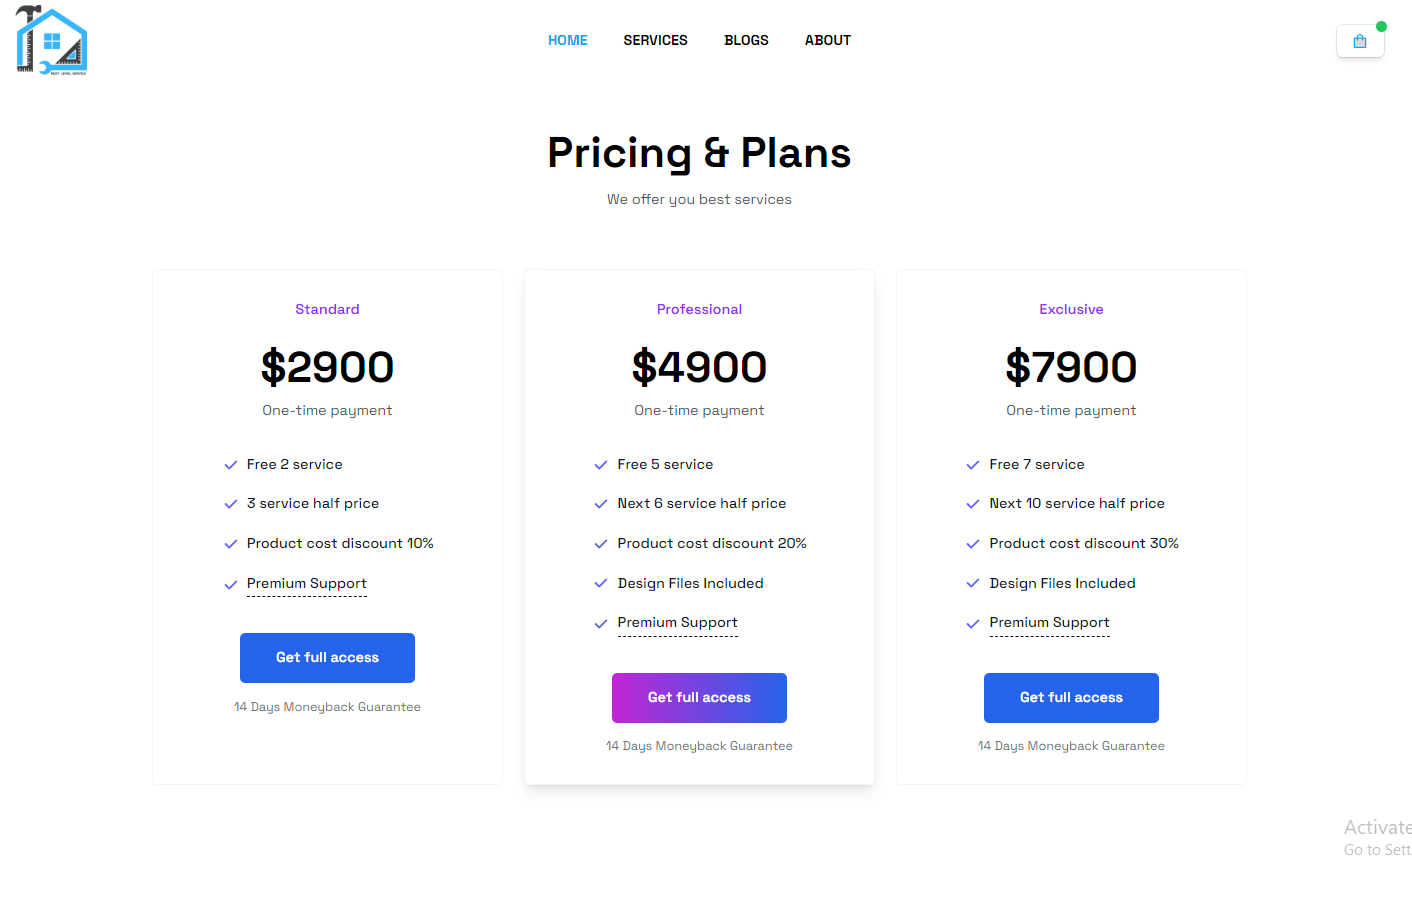 NEXT LEVEL SERVICE
HOME SERVICES BLOGS ABOUT
Pricing & Plans
We offer you best services
Standard
$2900
One-time payment
Free 2 service
3 service half price
Product cost discount 10%
Premium Support
Get full access
14 Days Moneyback Guarantee
Professional
$4900
One-time payment
Free 5 service
Next 6 service half price
Product cost discount 20%
Design Files Included
Premium Support
Get full access
14 Days Moneyback Guarantee
Exclusive
$7900
One-time payment
Free 7 service
Next 10 service half price
Product cost discount 30%
Design Files Included
Premium Support
Get full access
14 Days Moneyback Guarantee
Activate
Go to Sett